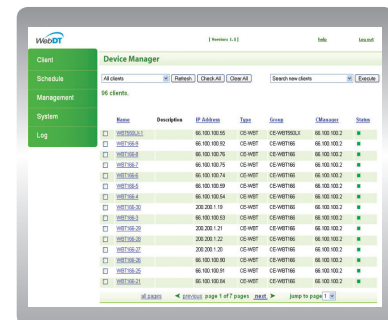 WebDT
[ Version: 1.1 ]
help
Logout
Client
Schedule
Management
System
Log
Device Manager
All clients Refresh Check All Clear All Search new clients Execute
96 clients.
Name Description IP Address Type Group CManager Status
WBT550LX-1 66.100.100.55 CE-WBT CE-WBT550LX 66.100.100.2
WBT166-9 66.100.100.92 CE-WBT CE-WBT166 66.100.100.2
WBT166-8 66.100.100.76 CE-WBT CE-WBT166 66.100.100.2
WBT166-7 66.100.100.75 CE-WBT CE-WBT166 66.100.100.2
WBT166-6 66.100.100.74 CE-WBT CE-WBT166 66.100.100.2
WBT166-5 66.100.100.59 CE-WBT CE-WBT166 66.100.100.2
WBT166-4 66.100.100.54 CE-WBT CE-WBT166 66.100.100.2
WBT166-30 200.200.1.19 CE-WBT CE-WBT166 66.100.100.2
WBT166-3 66.100.100.53 CE-WBT CE-WBT166 66.100.100.2
WBT166-29 200.200.1.21 CE-WBT CE-WBT166 66.100.100.2
WBT166-28 200.200.1.22 CE-WBT CE-WBT166 66.100.100.2
WBT166-27 200.200.1.20 CE-WBT CE-WBT166 66.100.100.2
WBT166-26 66.100.100.90 CE-WBT CE-WBT166 66.100.100.2
WBT166-25 66.100.100.91 CE-WBT CE-WBT166 66.100.100.2
WBT166-21 66.100.100.84 CE-WBT CE-WBT166 66.100.100.2
all pages previous page 1 of 7 pages next jump to page 1